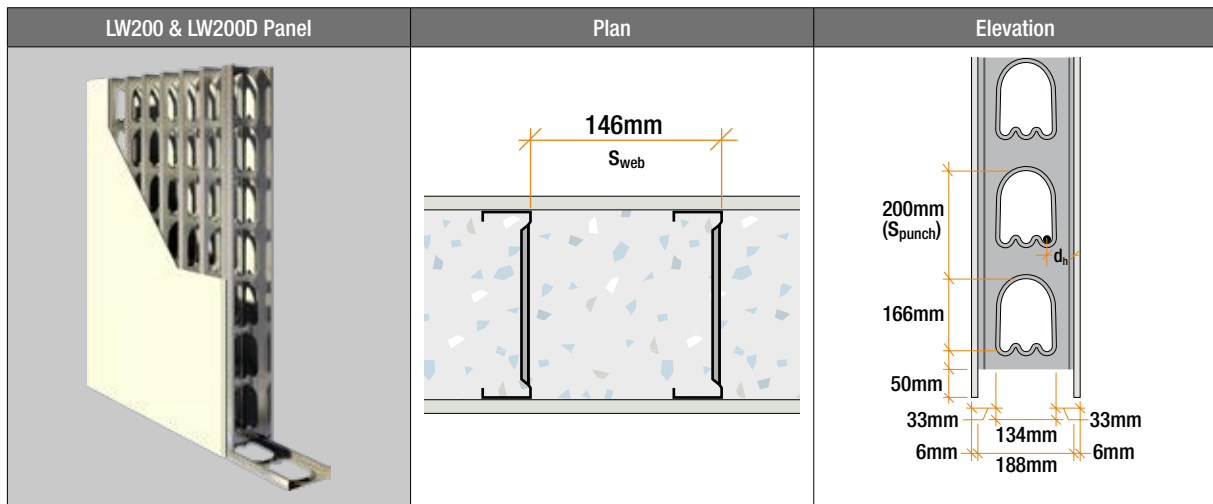 LW200 & LW200D Panel
Plan
Elevation
146mm
Sweb
200mm
(Spunch)
dh
166mm
50mm
33mm
134mm
33mm
6mm
188mm
6mm